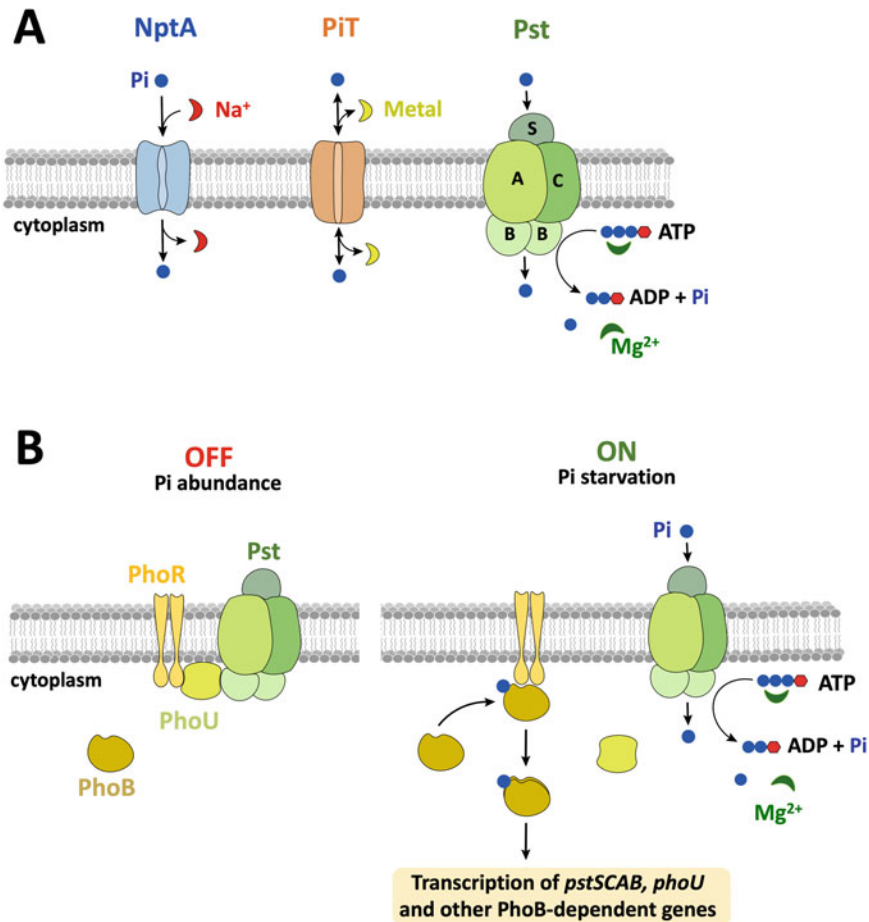 A
NptA
PiT
Pst
Pi
Na⁺
Metal
S
A
C
B
B
cytoplasm
ATP
ADP + Pi
Mg²⁺
B
OFF
Pi abundance
ON
Pi starvation
Pst
Pi
PhoR
cytoplasm
ATP
PhoU
ADP + Pi
PhoB
Mg²⁺
Transcription of pstSCAB, phoU
and other PhoB-dependent genes